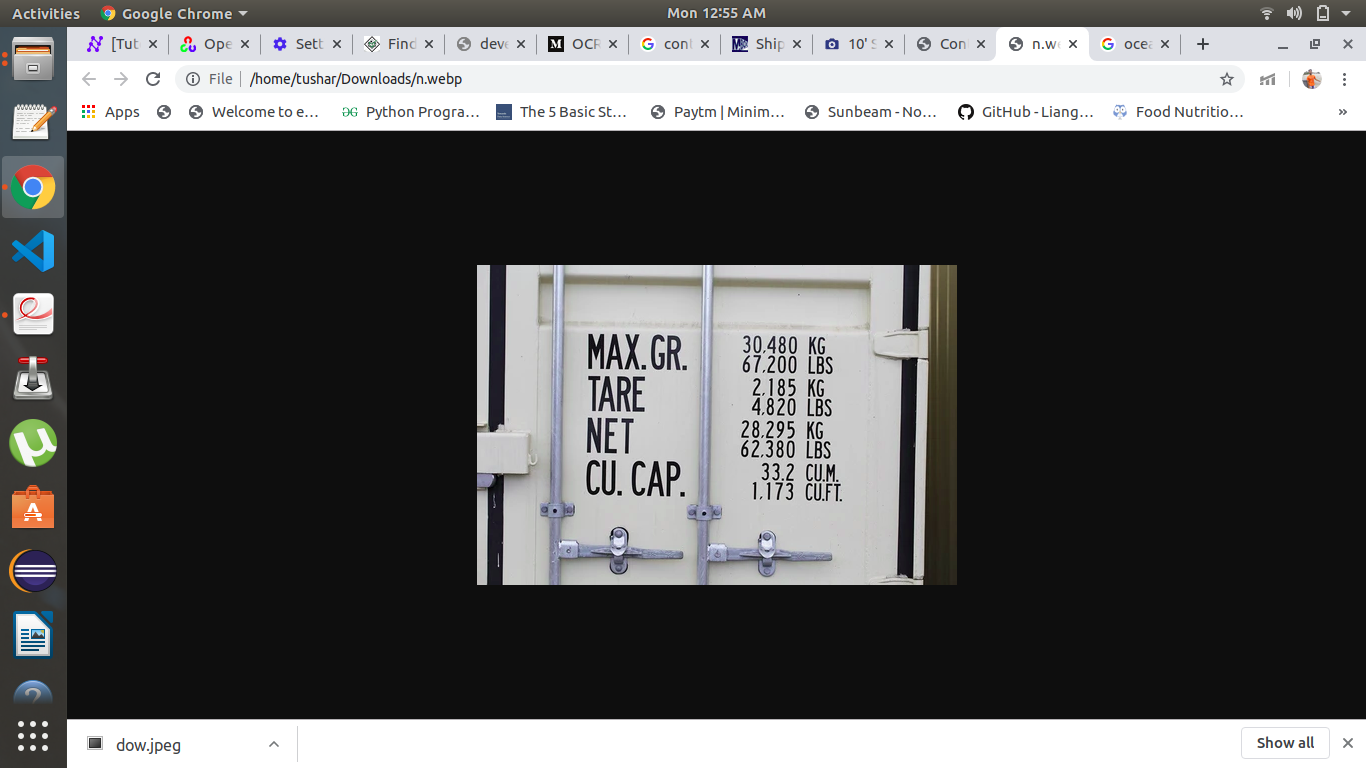 Activities Google Chrome Mon 12:55 AM
[Tut Ope Sett Find deve OCR cont Ship 10' S Con n.we ocea
File /home/tushar/Downloads/n.webp
Apps Welcome to e... Python Progra... The 5 Basic St... Paytm | Minim... Sunbeam - No... GitHub - Liang... Food Nutritio... »
MAX. GR. 30.480 KG
67.200 LBS
TARE 2.185 KG
4.820 LBS
NET 28.295 KG
62.380 LBS
CU. CAP. 33.2 CU.M.
1.173 CU.FT.
dow.jpeg Show all